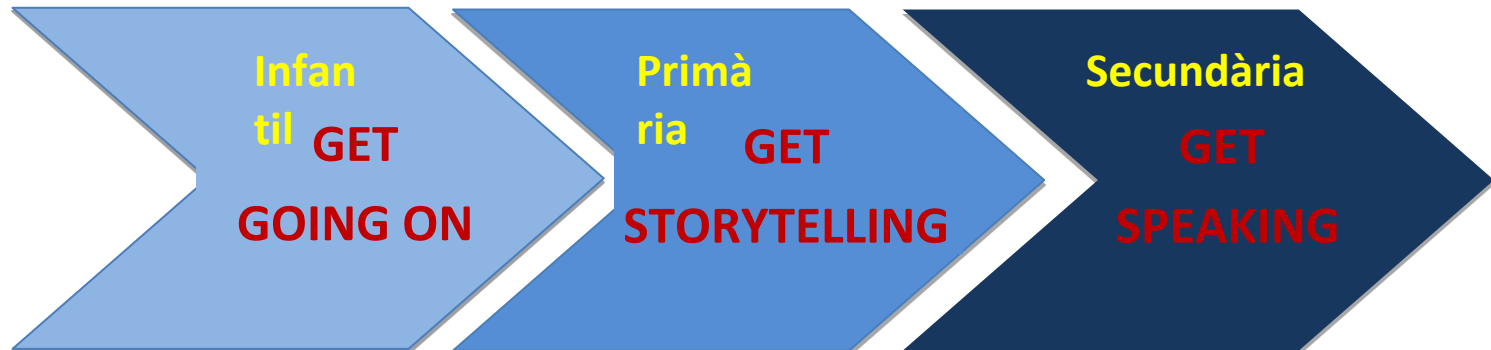 Infan
til
GET
GOING ON
Primà
ria
GET
STORYTELLING
Secundària
GET
SPEAKING